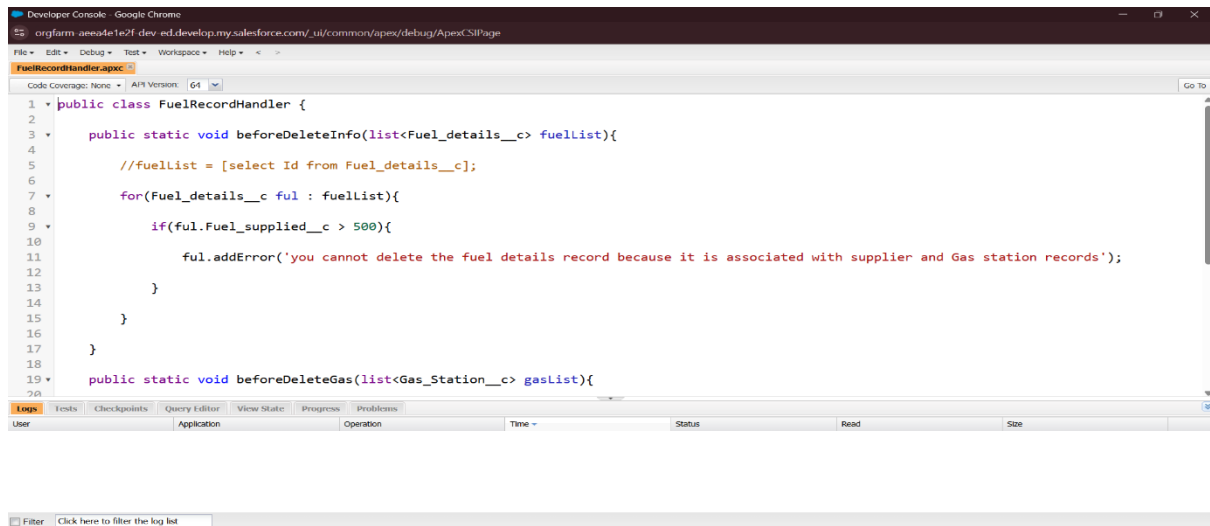 Developer Console - Google Chrome
orgfarm-aeea4e1e2f-dev-ed.develop.my.salesforce.com/_ui/common/apex/debug/ApexCSIPage
File Edit Debug Test Workspace Help < >
FuelRecordHandler.apxc
Code Coverage: None API Version: 64 Go To
1 public class FuelRecordHandler {
2
3 public static void beforeDeleteInfo(list<Fuel_details__c> fuelList){
4
5 //fuelList = [select Id from Fuel_details__c];
6
7 for(Fuel_details__c ful : fuelList){
8
9 if(ful.Fuel_supplied__c > 500){
10
11 ful.addError('you cannot delete the fuel details record because it is associated with supplier and Gas station records');
12
13 }
14
15 }
16
17 }
18
19 public static void beforeDeleteGas(list<Gas_Station__c> gasList){
20
Logs Tests Checkpoints Query Editor View State Progress Problems
User Application Operation Time Status Read Size
Filter Click here to filter the log list